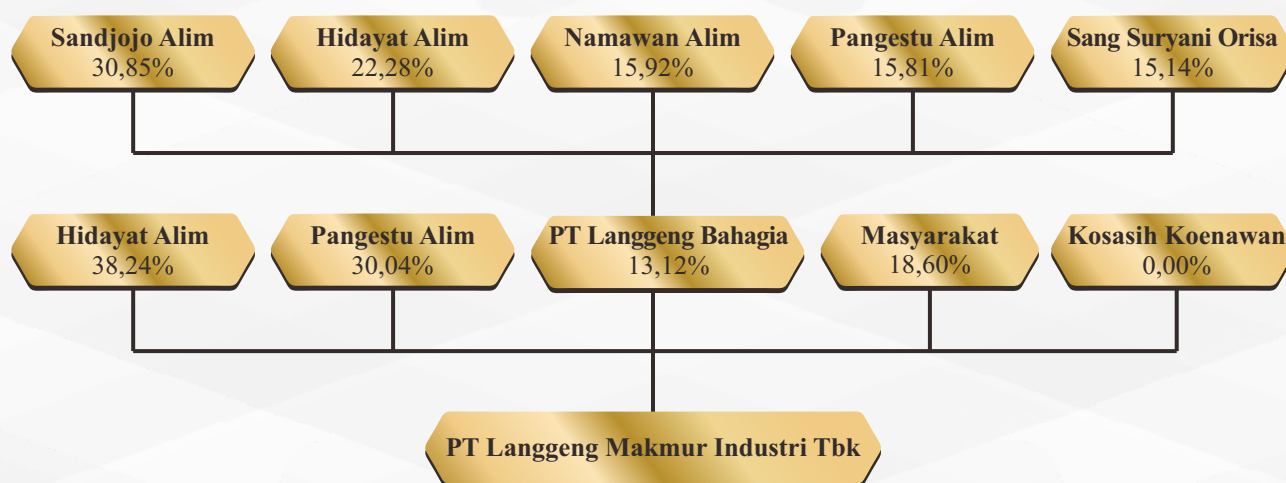 Sandjojo Alim
30,85%
Hidayat Alim
22,28%
Namawan Alim
15,92%
Pangestu Alim
15,81%
Sang Suryani Orisa
15,14%
Hidayat Alim
38,24%
Pangestu Alim
30,04%
PT Langgeng Bahagia
13,12%
Masyarakat
18,60%
Kosasih Koenawan
0,00%
PT Langgeng Makmur Industri Tbk